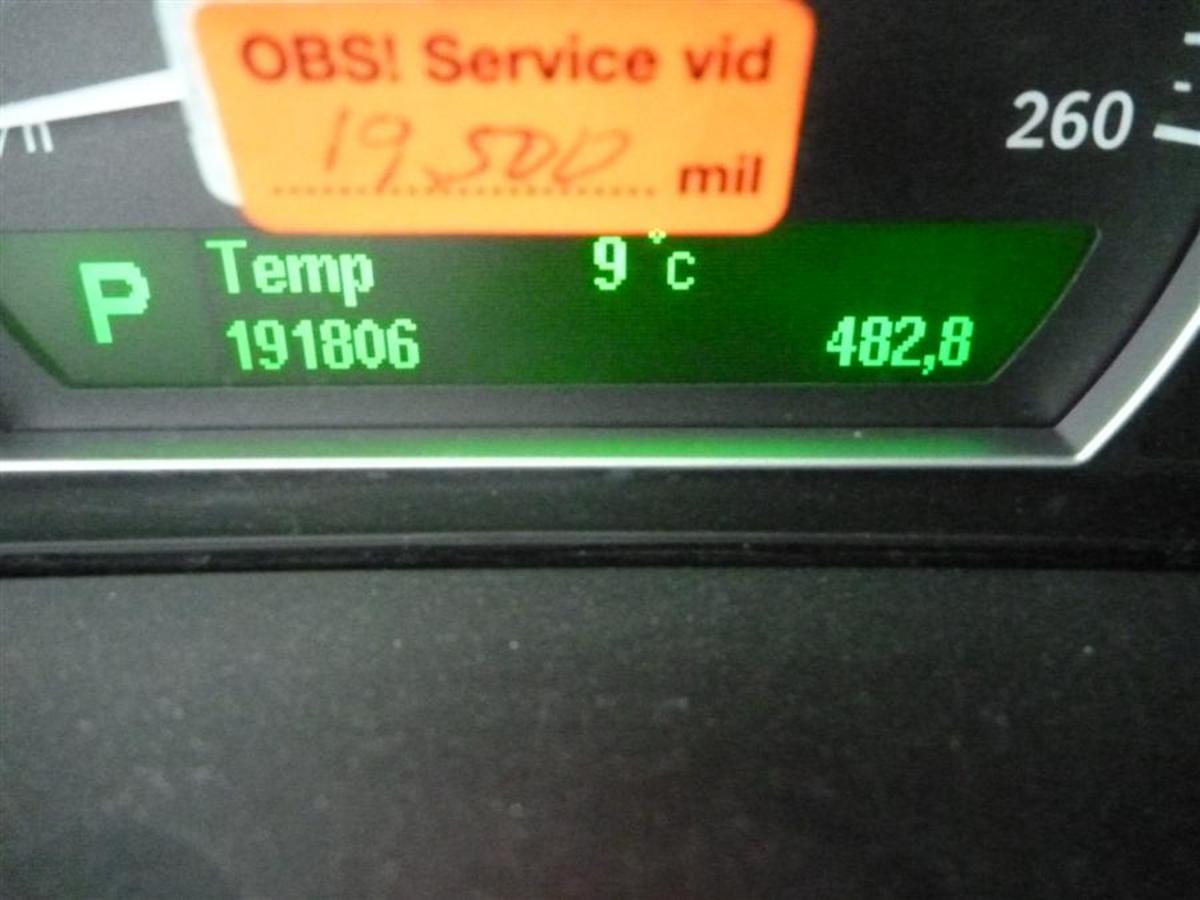 OBS! Service vid
19.500 mil
260
P Temp 9°C
191806 482,8